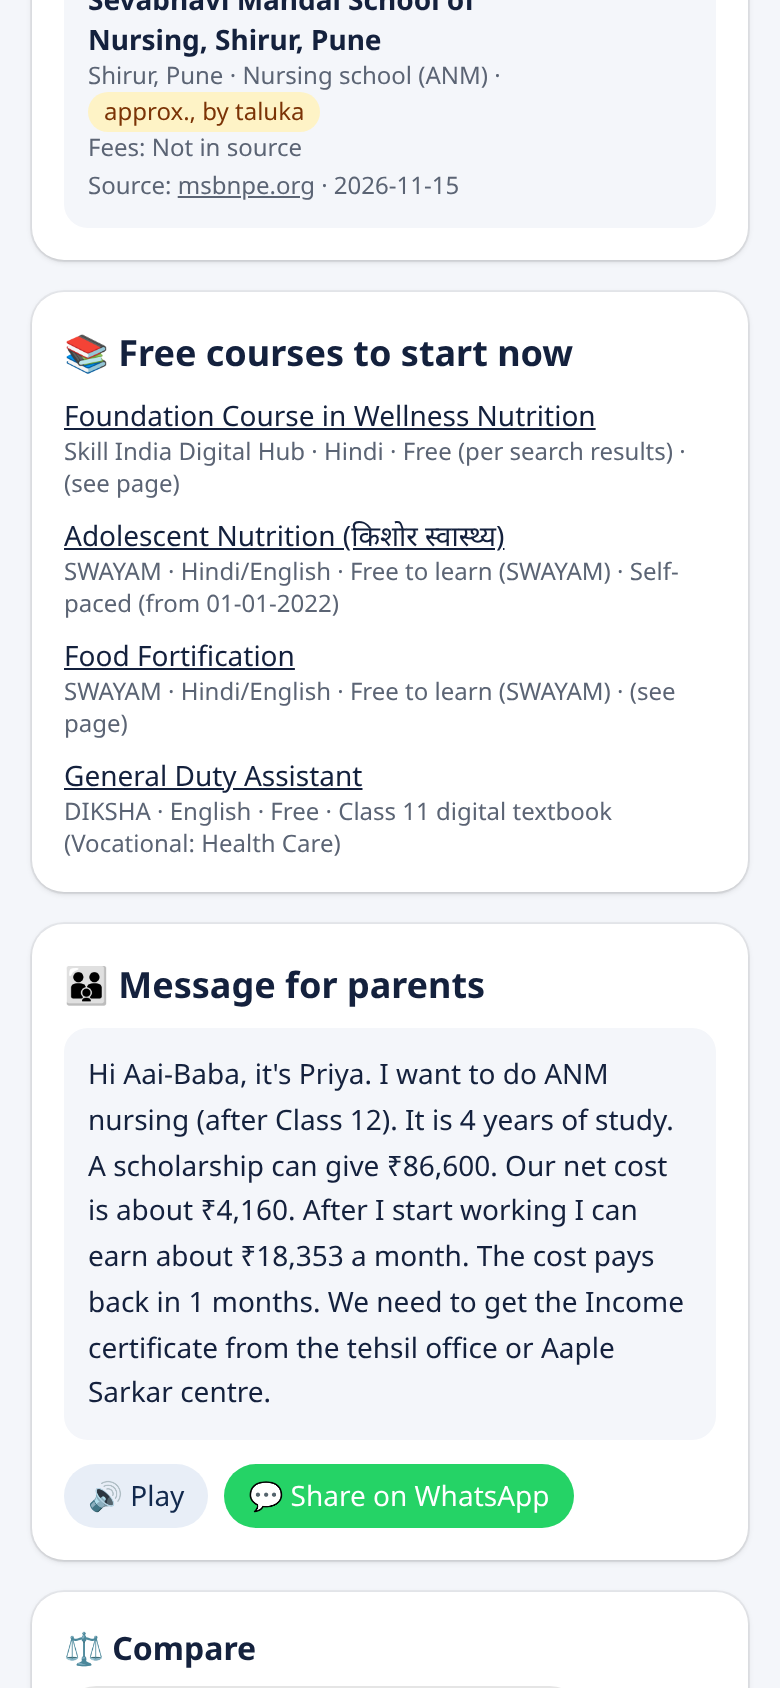 Sevabhavi Mandal School of
Nursing, Shirur, Pune
Shirur, Pune · Nursing school (ANM) ·
approx., by taluka
Fees: Not in source
Source: msbnpe.org · 2026-11-15
📚 Free courses to start now
Foundation Course in Wellness Nutrition
Skill India Digital Hub · Hindi · Free (per search results) ·
(see page)
Adolescent Nutrition (किशोर स्वास्थ्य)
SWAYAM · Hindi/English · Free to learn (SWAYAM) · Self-
paced (from 01-01-2022)
Food Fortification
SWAYAM · Hindi/English · Free to learn (SWAYAM) · (see
page)
General Duty Assistant
DIKSHA · English · Free · Class 11 digital textbook
(Vocational: Health Care)
👪 Message for parents
Hi Aai-Baba, it's Priya. I want to do ANM
nursing (after Class 12). It is 4 years of study.
A scholarship can give ₹86,600. Our net cost
is about ₹4,160. After I start working I can
earn about ₹18,353 a month. The cost pays
back in 1 months. We need to get the Income
certificate from the tehsil office or Aaple
Sarkar centre.
🔊 Play
💬 Share on WhatsApp
⚖️ Compare